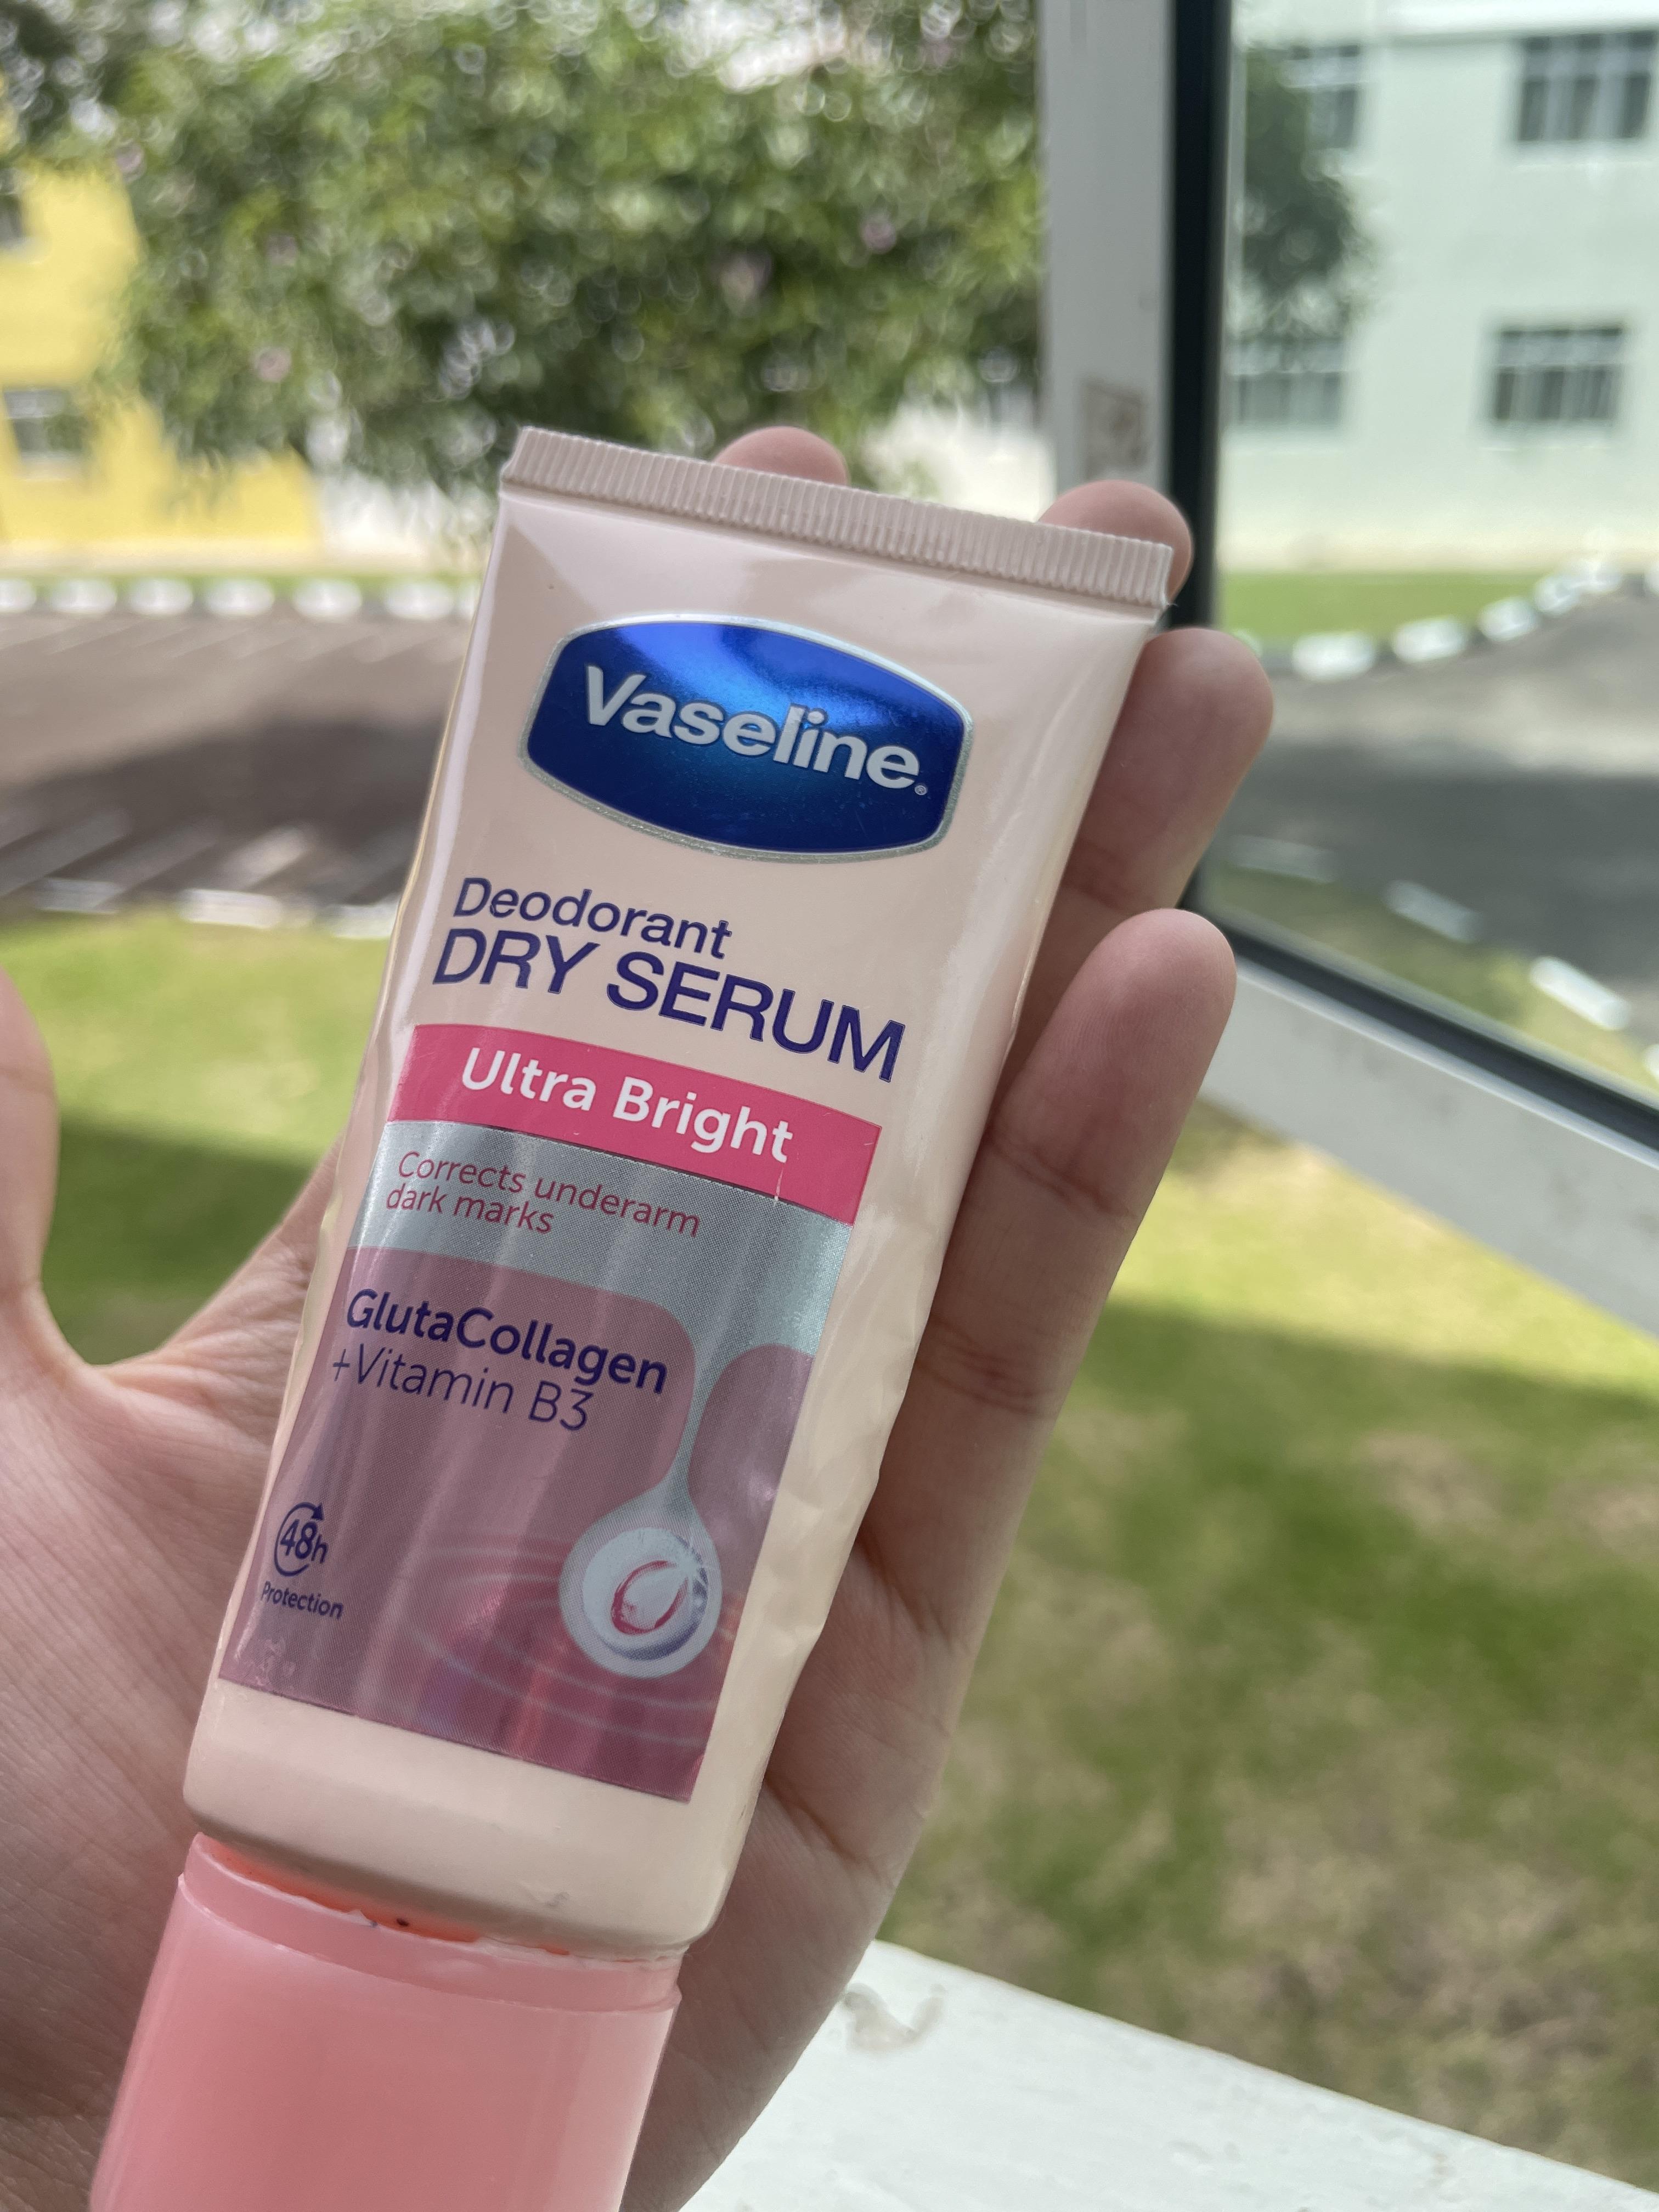 Vaseline®
Deodorant
DRY SERUM
Ultra Bright
Corrects underarm
dark marks
GlutaCollagen
+Vitamin B3
48h
Protection